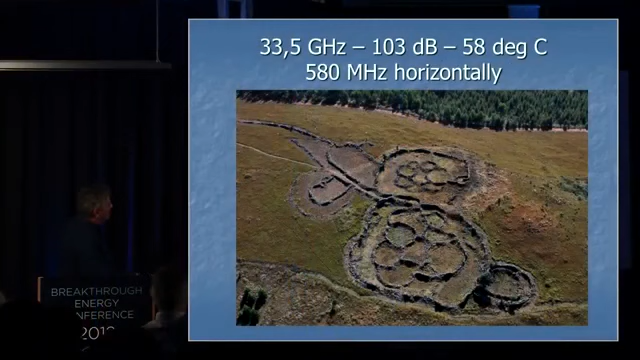 33,5 GHz – 103 dB – 58 deg C
580 MHz horizontally
BREAKTHROUGH
ENERGY
CONFERENCE